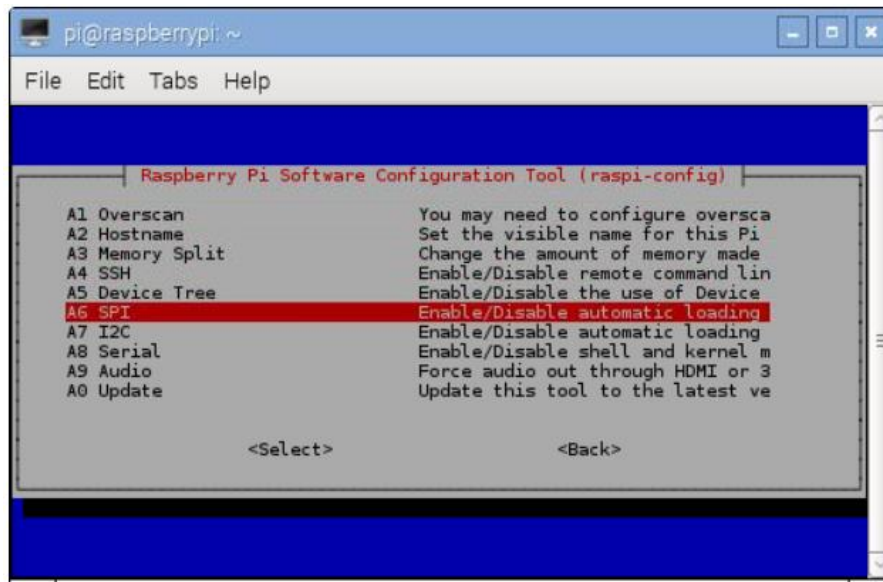 pi@raspberrypi: ~
File Edit Tabs Help
Raspberry Pi Software Configuration Tool (raspi-config)
A1 Overscan You may need to configure oversca
A2 Hostname Set the visible name for this Pi
A3 Memory Split Change the amount of memory made
A4 SSH Enable/Disable remote command lin
A5 Device Tree Enable/Disable the use of Device
A6 SPI Enable/Disable automatic loading
A7 I2C Enable/Disable automatic loading
A8 Serial Enable/Disable shell and kernel m
A9 Audio Force audio out through HDMI or 3
A0 Update Update this tool to the latest ve
<Select> <Back>